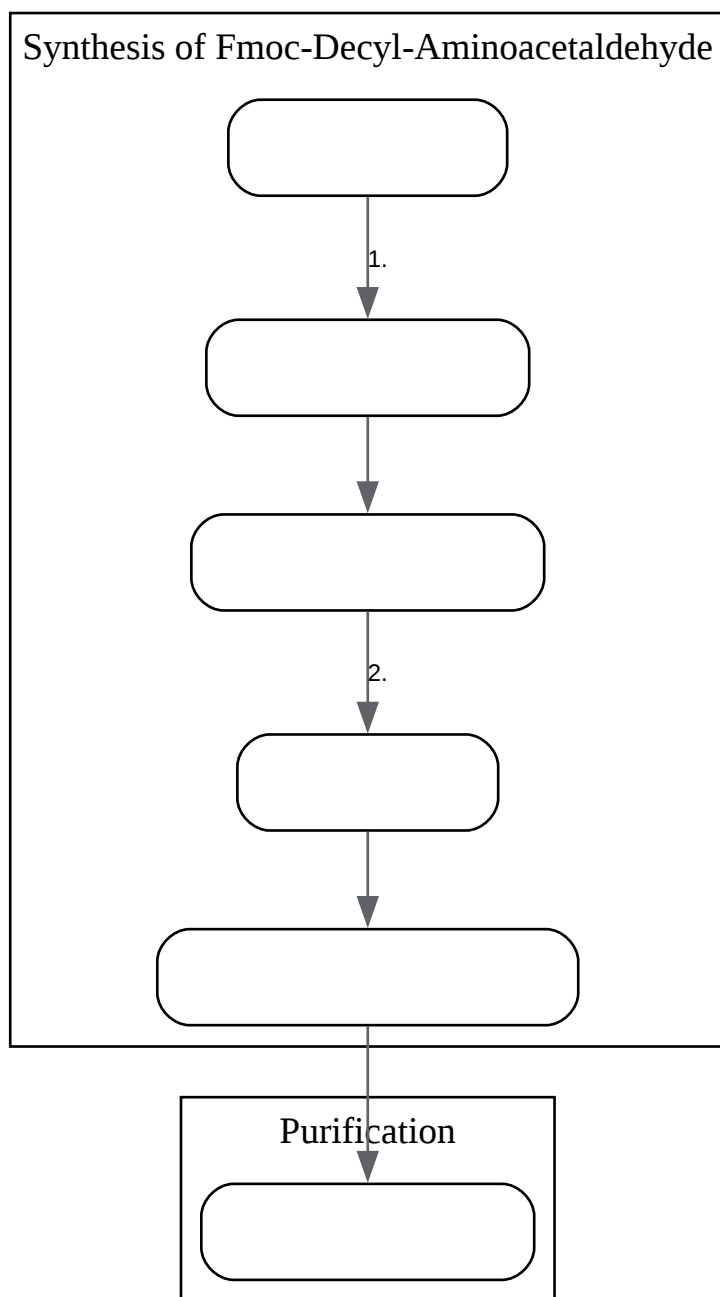 Synthesis of Fmoc-Decyl-Aminoacetaldehyde
1.
2.
Purification